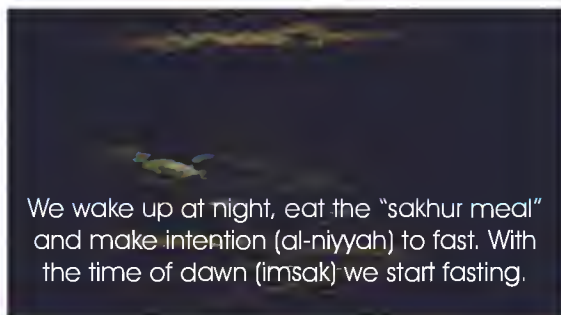 We wake up at night, eat the “sakhur meal”
and make intention (al-niyyah) to fast. With
the time of dawn (imsak) we start fasting.